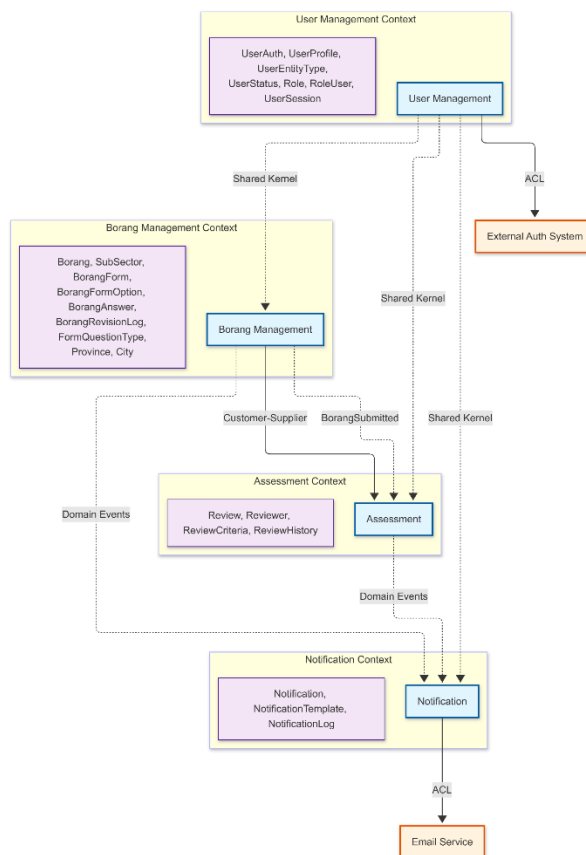 User Management Context
UserAuth, UserProfile,
UserEntityType,
UserStatus, Role, RoleUser,
UserSession
User Management
Shared Kernel
ACL
Borang Management Context
External Auth System
Borang, SubSector,
BorangForm,
BorangFormOption,
BorangAnswer,
BorangRevisionLog,
FormQuestionType,
Province, City
Borang Management
Shared Kernel
Customer-Supplier
BorangSubmitted
Shared Kernel
Assessment Context
Review, Reviewer,
ReviewCriteria, ReviewHistory
Assessment
Domain Events
Domain Events
Notification Context
Notification,
NotificationTemplate,
NotificationLog
Notification
ACL
Email Service